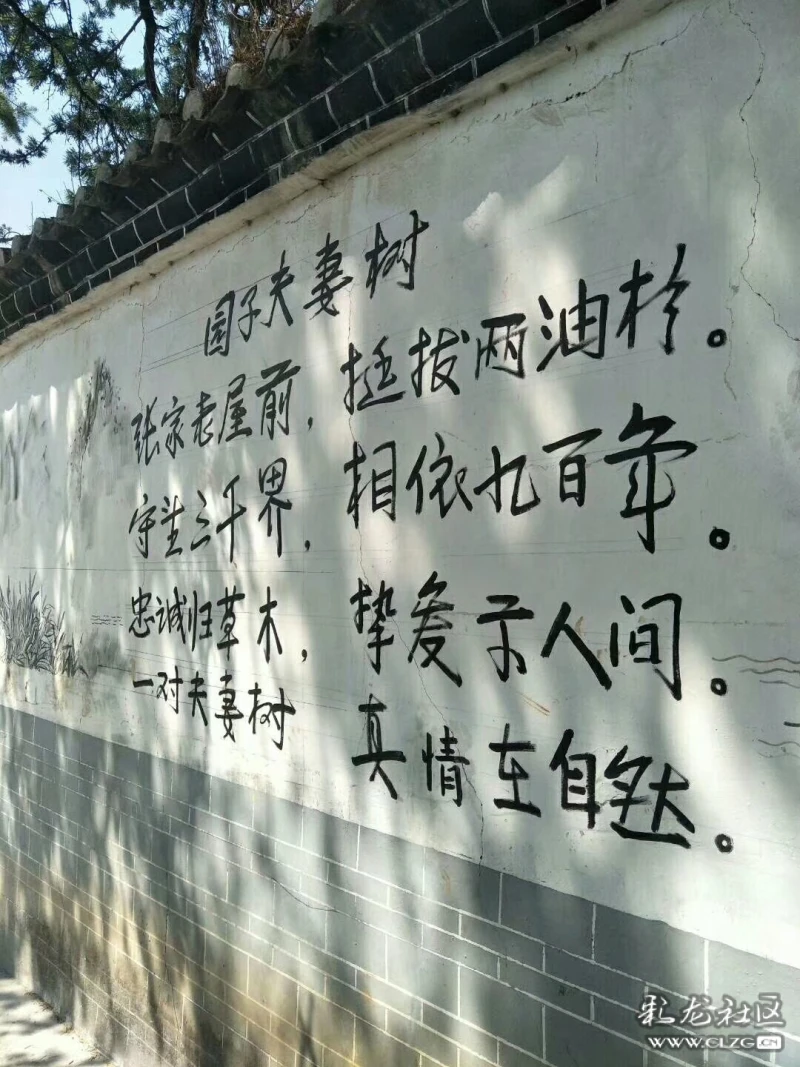 园子夫妻树
张家老屋前，挺拔两油杉。
守望三千界，相依九百年。
忠诚归草木，挚爱示人间。
一对夫妻树 真情在自然。
彩龙社区
WWW.CLZG.CN